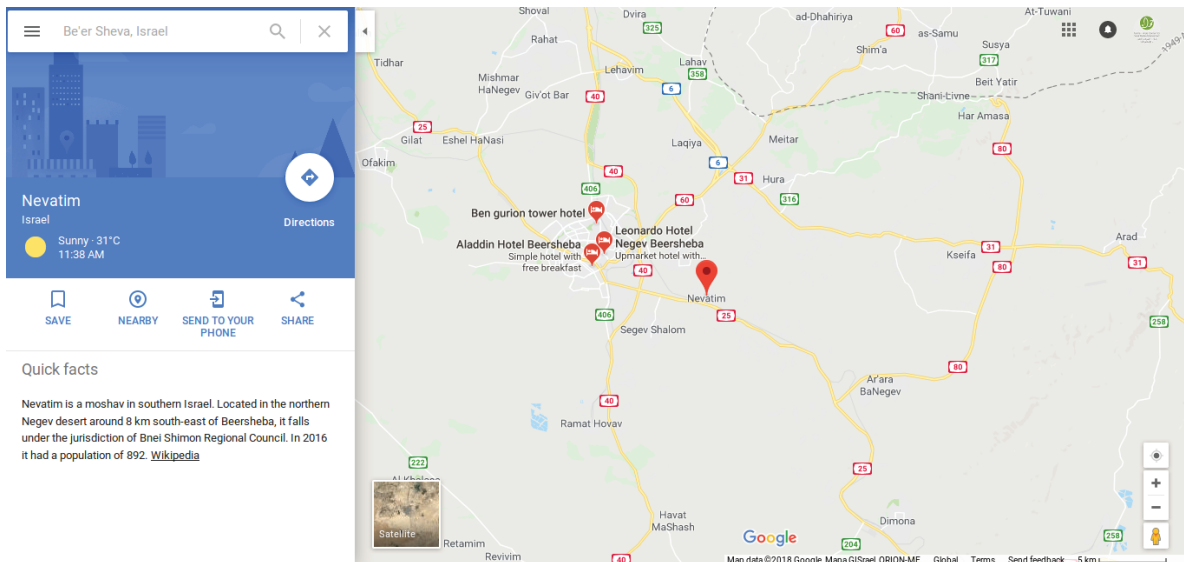 Be'er Sheva, Israel
Nevatim
Israel
Directions
Sunny · 31°C
11:38 AM
SAVE
NEARBY
SEND TO YOUR
PHONE
SHARE
Quick facts
Nevatim is a moshav in southern Israel. Located in the northern
Negev desert around 8 km south-east of Beersheba, it falls
under the jurisdiction of Bnei Shimon Regional Council. In 2016
it had a population of 892. Wikipedia
Shoval
Dvira
ad-Dhahiriya
At-Tuwani
325
60
as-Samu
Rahat
Susya
Shim'a
317
Tidhar
Lehavim
Lahav
358
Mishmar
HaNegev
Giv'ot Bar
40
6
Beit Yatir
Shani-Livne
Har Amasa
25
Gilat
Eshel HaNasi
Laqiya
Meitar
80
Ofakim
6
40
31
Hura
406
60
316
Ben gurion tower hotel
Leonardo Hotel
Negev Beersheba
Upmarket hotel with...
Aladdin Hotel Beersheba
Simple hotel with
free breakfast
Arad
31
Kseifa
80
31
40
Nevatim
406
25
Segev Shalom
258
80
Ar'ara
BaNegev
40
Ramat Hovav
222
25
Satellite
Havat
MaShash
Dimona
Retamim
Revivim
40
204
258
Google
Map data ©2018 Google, Mapa GISrael, ORION-ME
Global
Terms
Send feedback
5 km